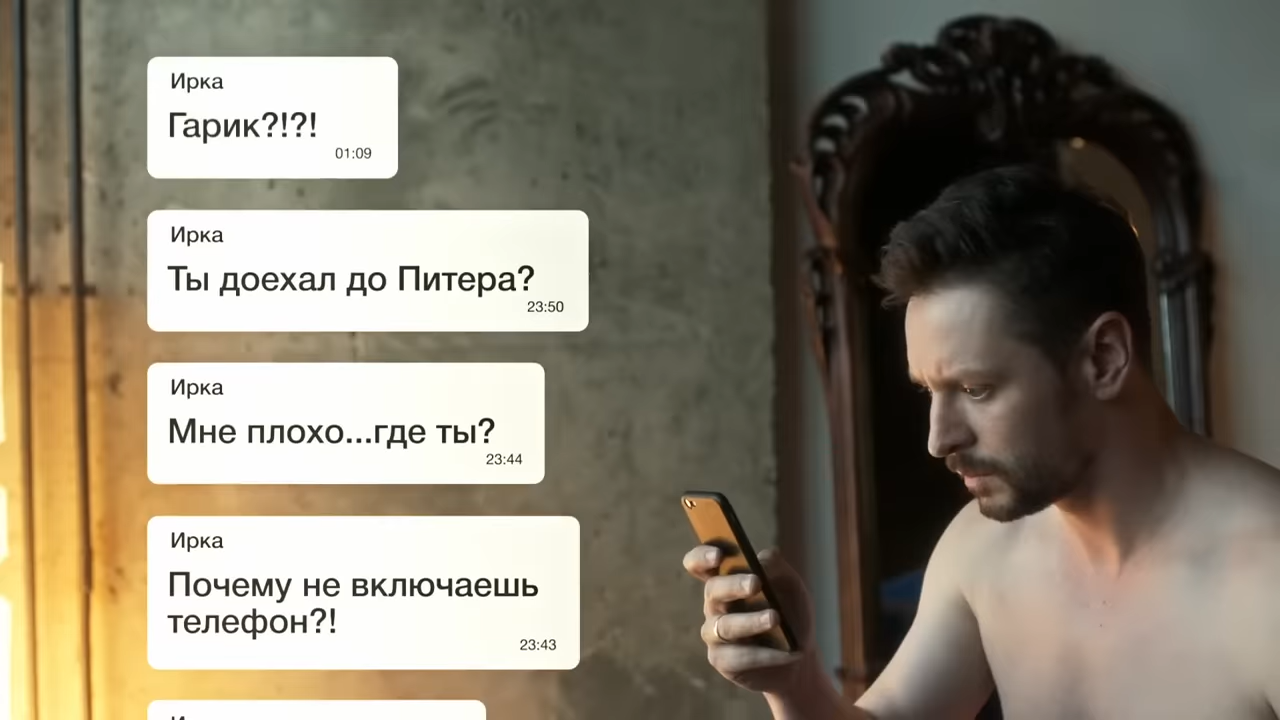 Ирка
Гарик?!?!
01:09
Ирка
Ты доехал до Питера?
23:50
Ирка
Мне плохо...где ты?
23:44
Ирка
Почему не включаешь
телефон?!
23:43